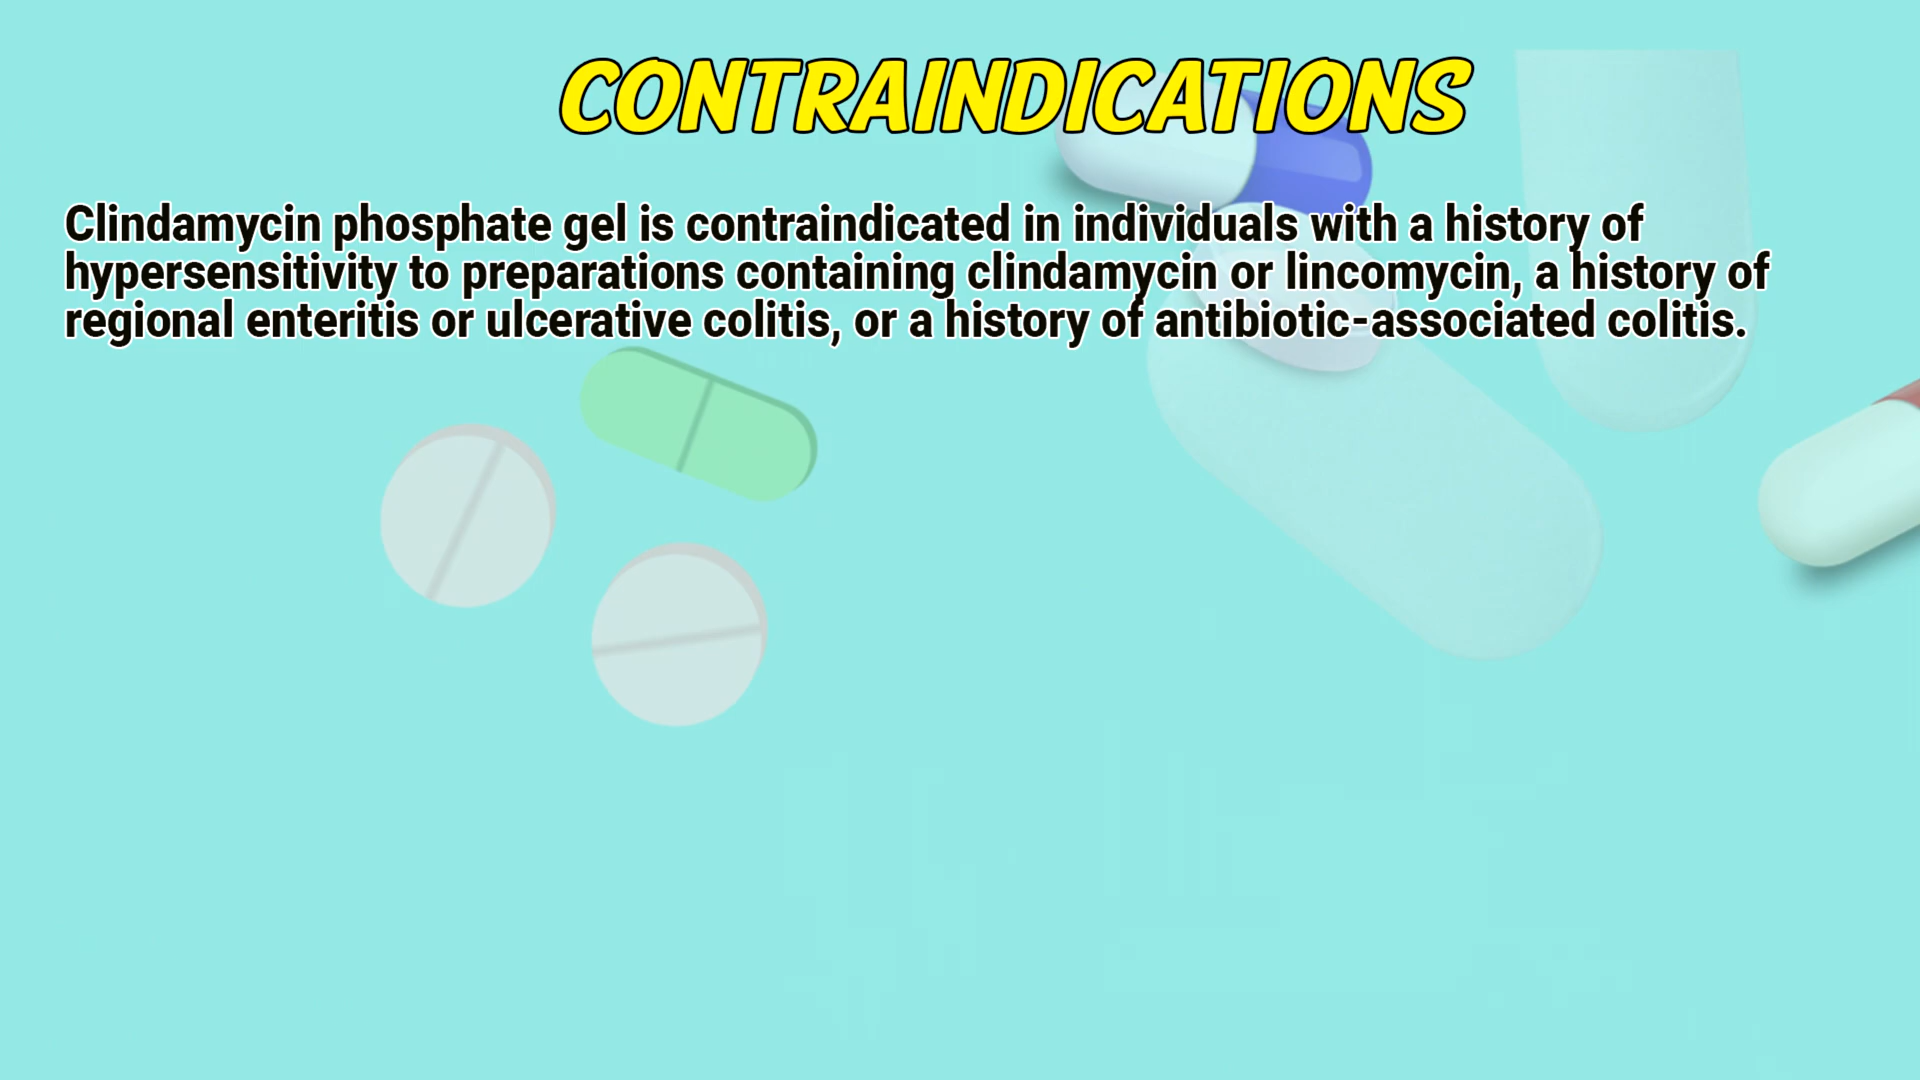 CONTRAINDICATIONS
Clindamycin phosphate gel is contraindicated in individuals with a history of
hypersensitivity to preparations containing clindamycin or lincomycin, a history of
regional enteritis or ulcerative colitis, or a history of antibiotic-associated colitis.